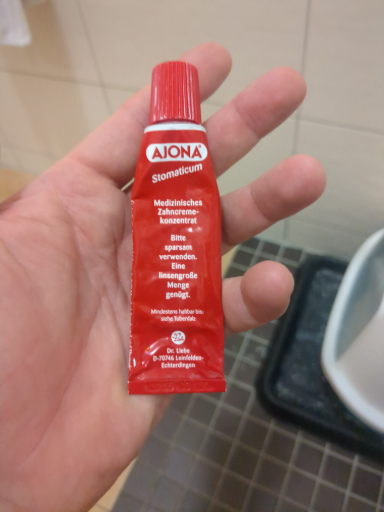 AJONA
Stomaticum
Medizinisches
Zahncreme-
konzentrat
Bitte
sparsam
verwenden.
Eine
linsengroße
Menge
genügt.
Mindestens haltbar bis:
siehe Tubenfalz
Dr. Liebe
D-70746 Leinfelden-
Echterdingen